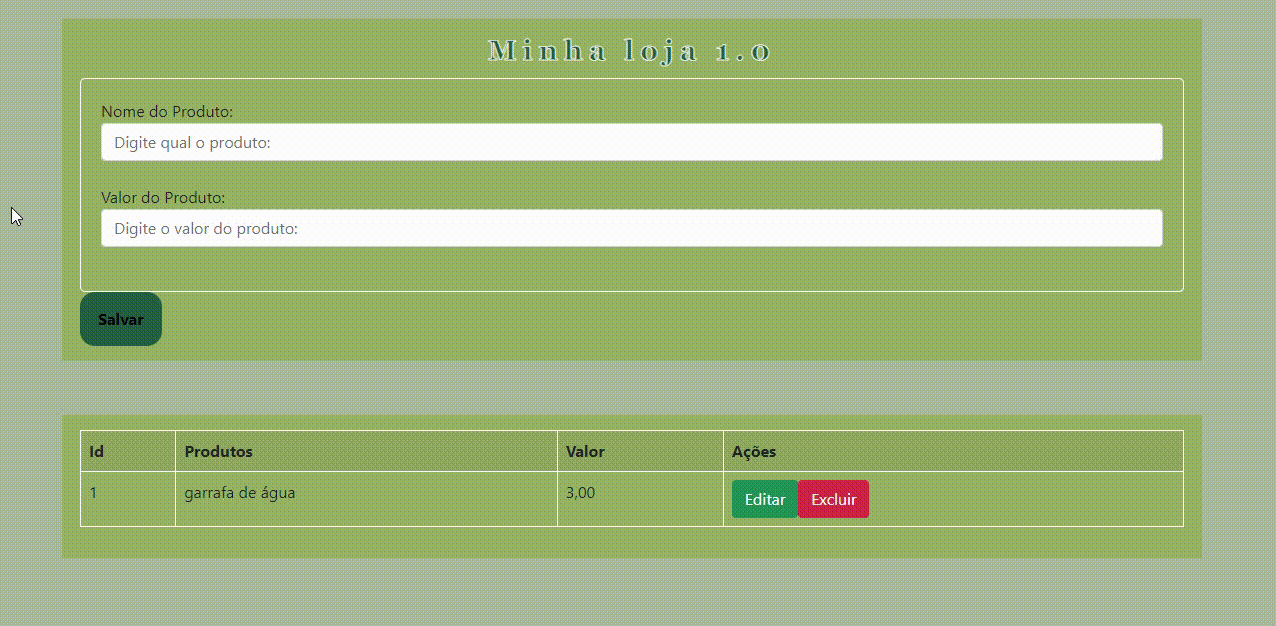 Minha loja 1.0
Nome do Produto:
Digite qual o produto:
Valor do Produto:
Digite o valor do produto:
Salvar
Id Produtos Valor Ações
1 garrafa de água 3,00 Editar Excluir